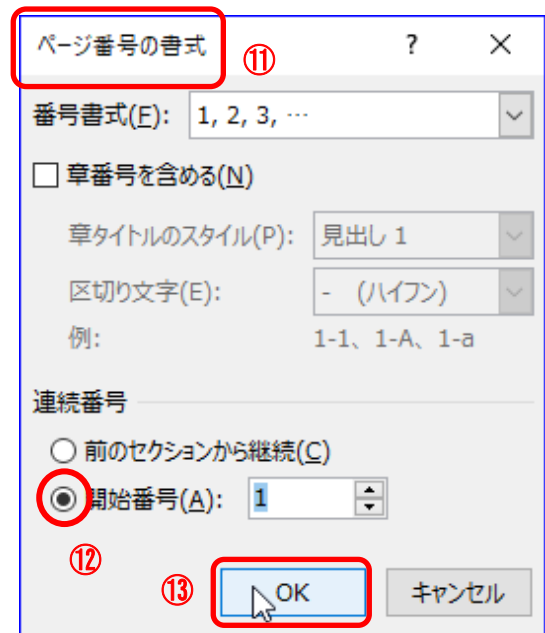 ページ番号の書式 ? ×
⑪
番号書式(F): 1, 2, 3, …
章番号を含める(N)
章タイトルのスタイル(P): 見出し 1
区切り文字(E): - (ハイフン)
例: 1-1、1-A、1-a
連続番号
前のセクションから継続(C)
開始番号(A): 1
⑫
⑬ OK キャンセル